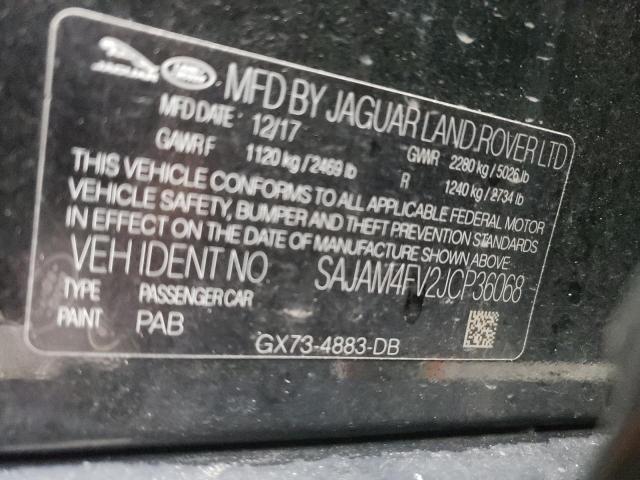 JAGUAR
MFD BY JAGUAR LAND ROVER LTD
MFD DATE 12/17 GVWR 2280 kg / 5026 lb
GAWR F 1120 kg / 2469 lb R 1240 kg / 2734 lb
THIS VEHICLE CONFORMS TO ALL APPLICABLE FEDERAL MOTOR
VEHICLE SAFETY, BUMPER AND THEFT PREVENTION STANDARDS
IN EFFECT ON THE DATE OF MANUFACTURE SHOWN ABOVE
VEH IDENT NO SAJAM4FV2JCP36068
TYPE PASSENGER CAR
PAINT PAB
GX73-4883-DB